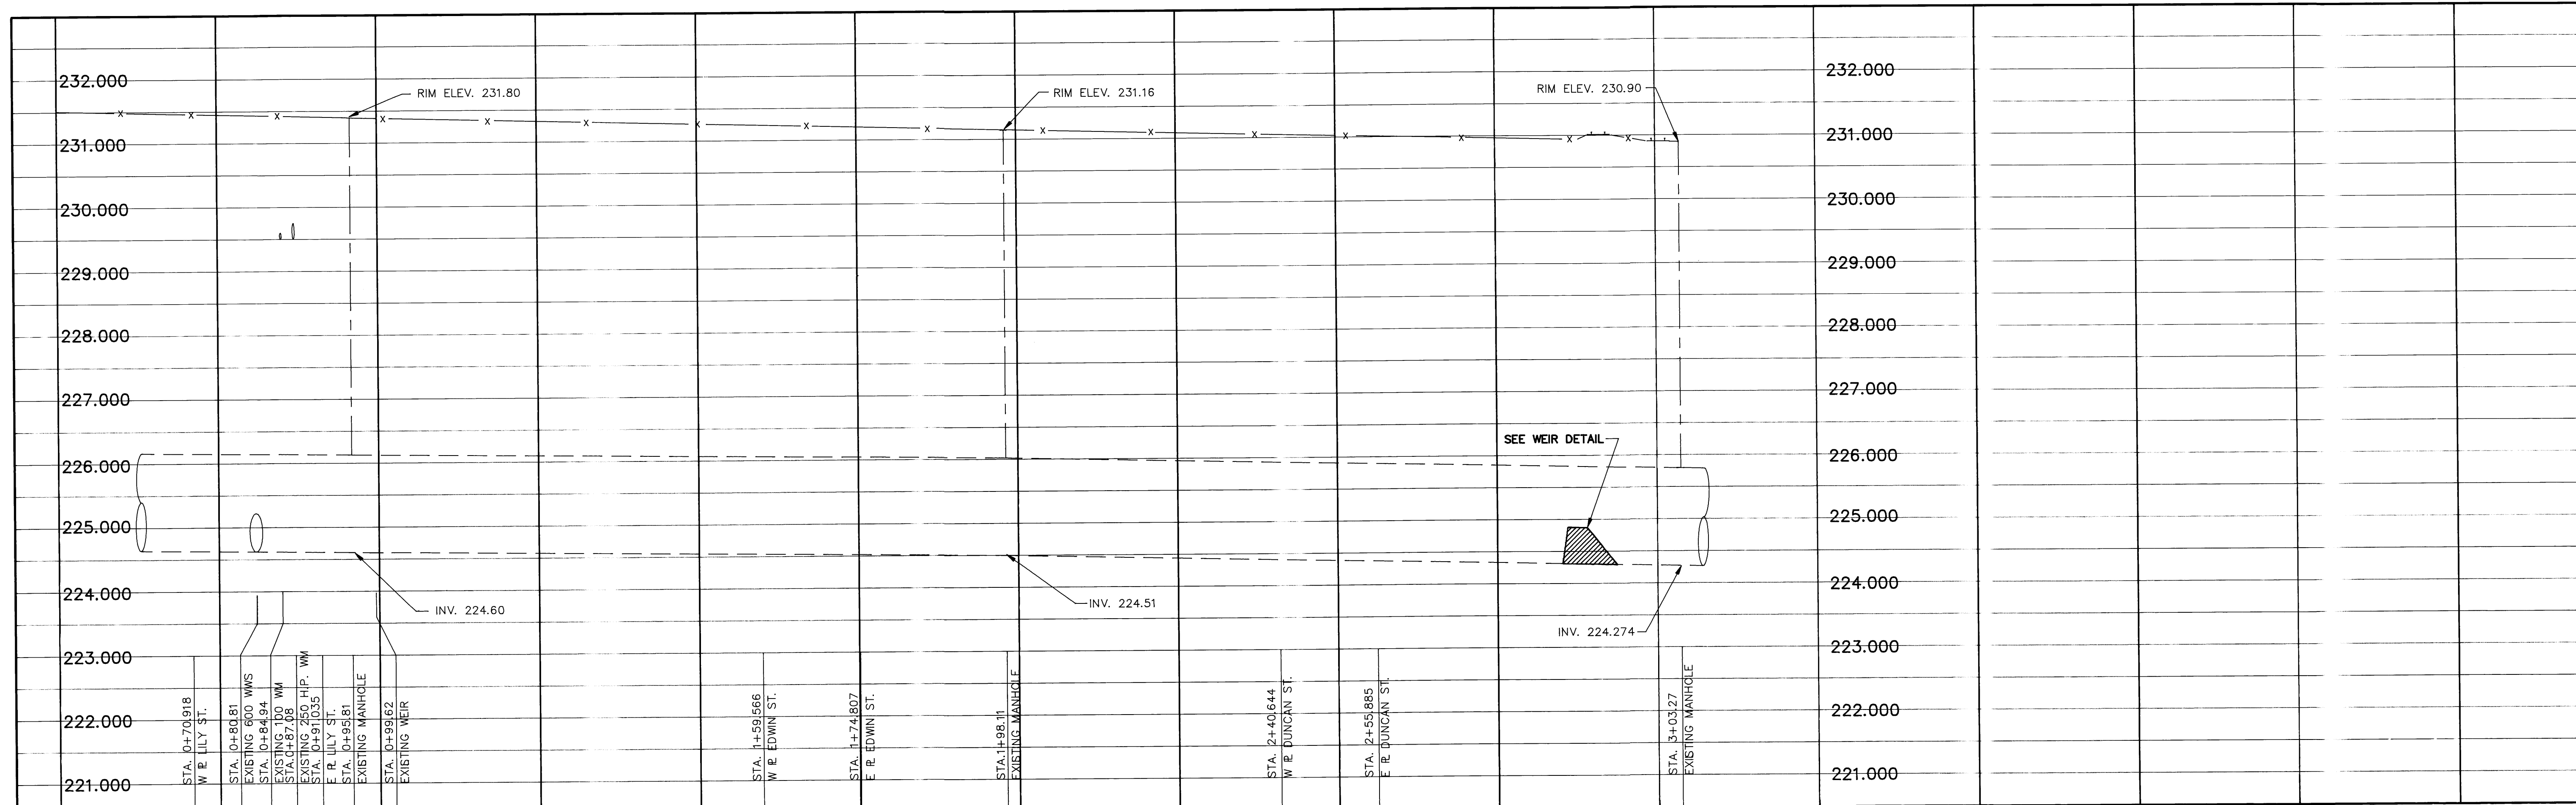 232.000
232.000
RIM ELEV. 231.80
RIM ELEV. 231.16
RIM ELEV. 230.90
231.000
231.000
230.000
230.000
229.000
229.000
228.000
228.000
227.000
227.000
SEE WEIR DETAIL
226.000
226.000
225.000
225.000
224.000
224.000
INV. 224.60
INV. 224.51
INV. 224.274
223.000
223.000
222.000
222.000
221.000
221.000
STA. 0+70.918
W PL LILY ST.
STA. 0+80.81
EXISTING 600 WWS
STA. 0+84.94
EXISTING 100 WM
STA.0+87.08
EXISTING 250 H.P. WM
STA. 0+91.035
E PL LILY ST.
STA. 0+95.81
EXISTING MANHOLE
STA. 0+99.62
EXISTING WEIR
STA. 1+59.566
W PL EDWIN ST.
STA. 1+74.807
E PL EDWIN ST.
STA.1+98.11
EXISTING MANHOLE
STA. 2+40.644
W PL DUNCAN ST.
STA. 2+55.885
E PL DUNCAN ST.
STA. 3+03.27
EXISTING MANHOLE